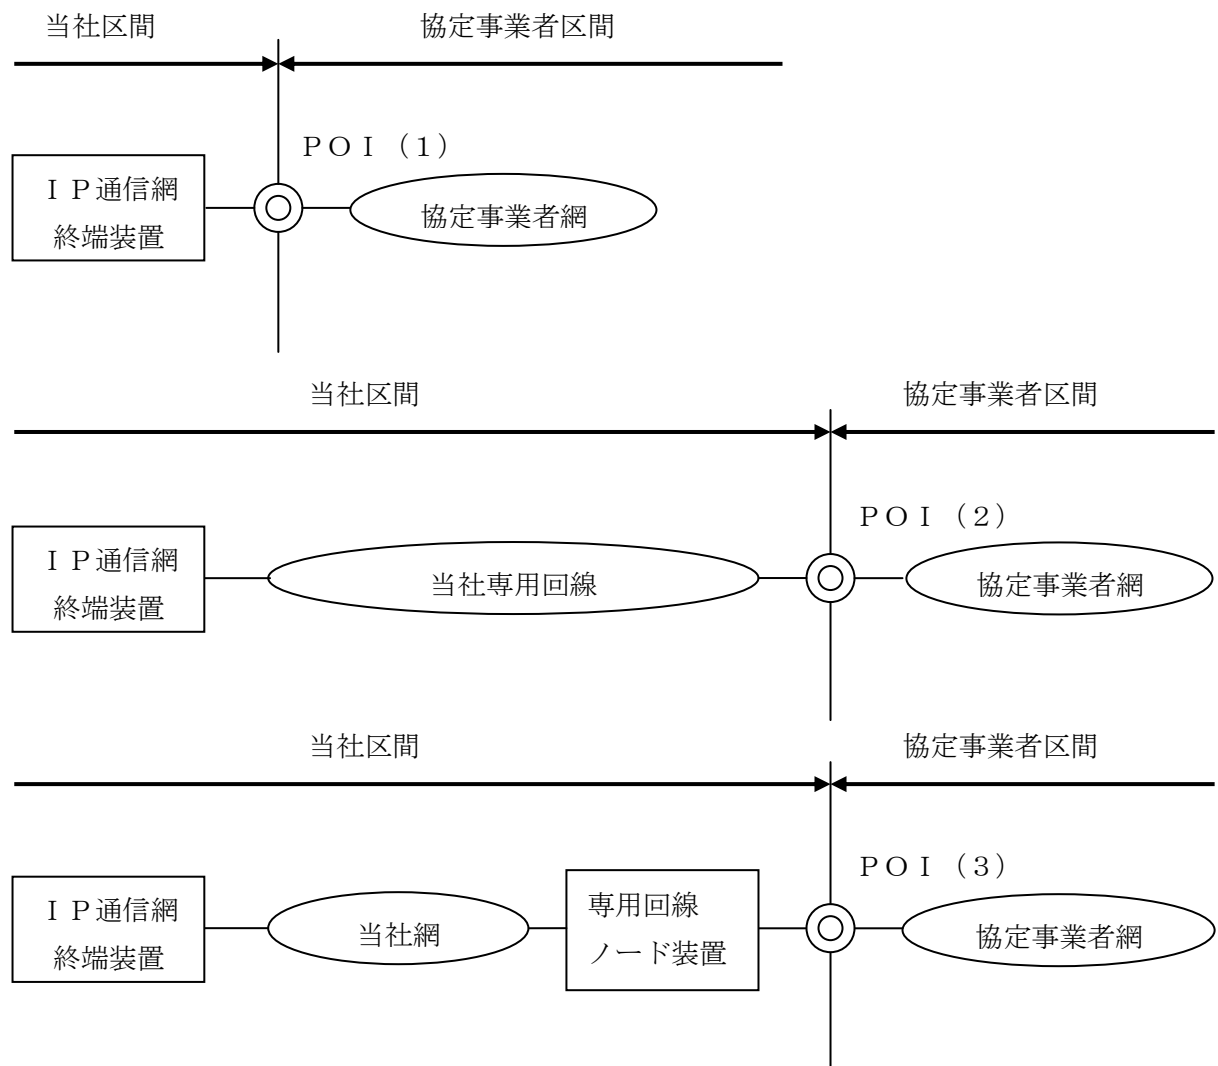 当社区間
協定事業者区間
ＰＯＩ（１）
ＩＰ通信網
終端装置
協定事業者網
当社区間
協定事業者区間
ＰＯＩ（２）
ＩＰ通信網
終端装置
当社専用回線
協定事業者網
当社区間
協定事業者区間
ＰＯＩ（３）
ＩＰ通信網
終端装置
当社網
専用回線
ノード装置
協定事業者網